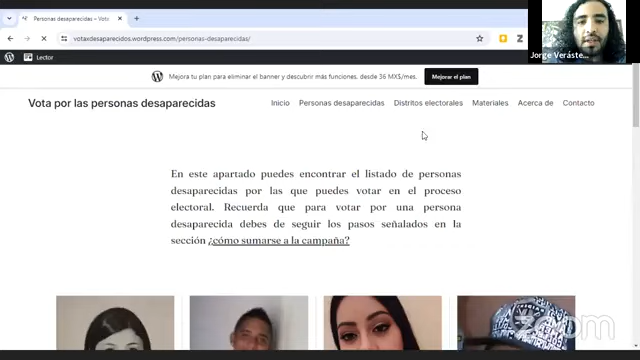 Personas desaparecidas – Vota
votaxdesaparecidos.wordpress.com/personas-desaparecidas/
Lector
Mejora tu plan para eliminar el banner y descubrir más funciones. desde 36 MX$/mes.
Mejorar el plan
Jorge Veráste...
Vota por las personas desaparecidas
Inicio Personas desaparecidas Distritos electorales Materiales Acerca de Contacto
En este apartado puedes encontrar el listado de personas
desaparecidas por las que puedes votar en el proceso
electoral. Recuerda que para votar por una persona
desaparecida debes de seguir los pasos señalados en la
sección ¿cómo sumarse a la campaña?
zoom